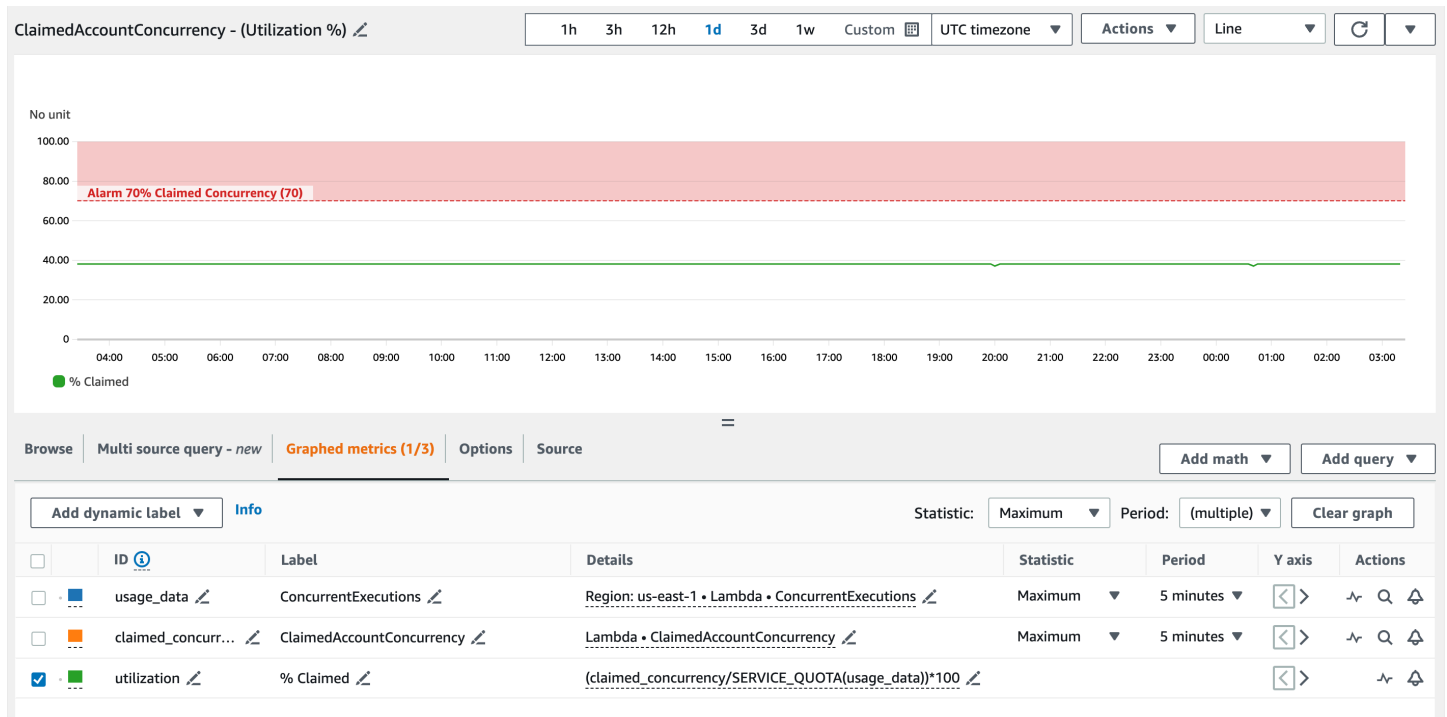 ClaimedAccountConcurrency - (Utilization %)
1h 3h 12h 1d 3d 1w Custom UTC timezone Actions Line
No unit
100.00
80.00
Alarm 70% Claimed Concurrency (70)
60.00
40.00
20.00
0
04:00 05:00 06:00 07:00 08:00 09:00 10:00 11:00 12:00 13:00 14:00 15:00 16:00 17:00 18:00 19:00 20:00 21:00 22:00 23:00 00:00 01:00 02:00 03:00
% Claimed
Browse Multi source query - new Graphed metrics (1/3) Options Source
Add math Add query
Add dynamic label Info Statistic: Maximum Period: (multiple) Clear graph
ID Label Details Statistic Period Y axis Actions
usage_data ConcurrentExecutions Region: us-east-1 • Lambda • ConcurrentExecutions Maximum 5 minutes
claimed_concurr... ClaimedAccountConcurrency Lambda • ClaimedAccountConcurrency Maximum 5 minutes
utilization % Claimed (claimed_concurrency/SERVICE_QUOTA(usage_data))*100